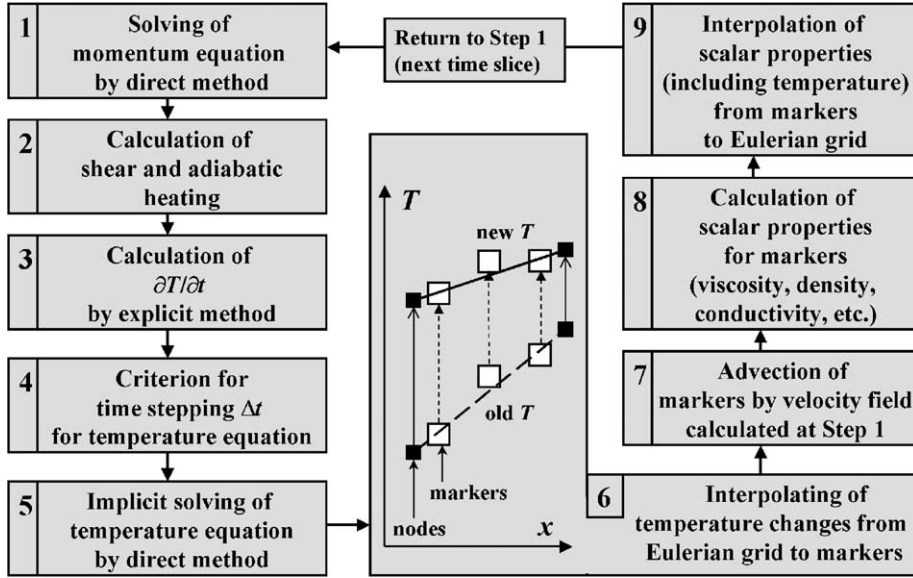 1
Solving of
momentum equation
by direct method
2
Calculation of
shear and adiabatic
heating
3
Calculation of
∂T/∂t
by explicit method
4
Criterion for
time stepping Δt
for temperature equation
5
Implicit solving of
temperature equation
by direct method
T
new T
old T
markers
nodes
x
6
Interpolating of
temperature changes from
Eulerian grid to markers
7
Advection of
markers by velocity field
calculated at Step 1
8
Calculation of
scalar properties
for markers
(viscosity, density,
conductivity, etc.)
9
Interpolation of
scalar properties
(including temperature)
from markers
to Eulerian grid
Return to Step 1
(next time slice)